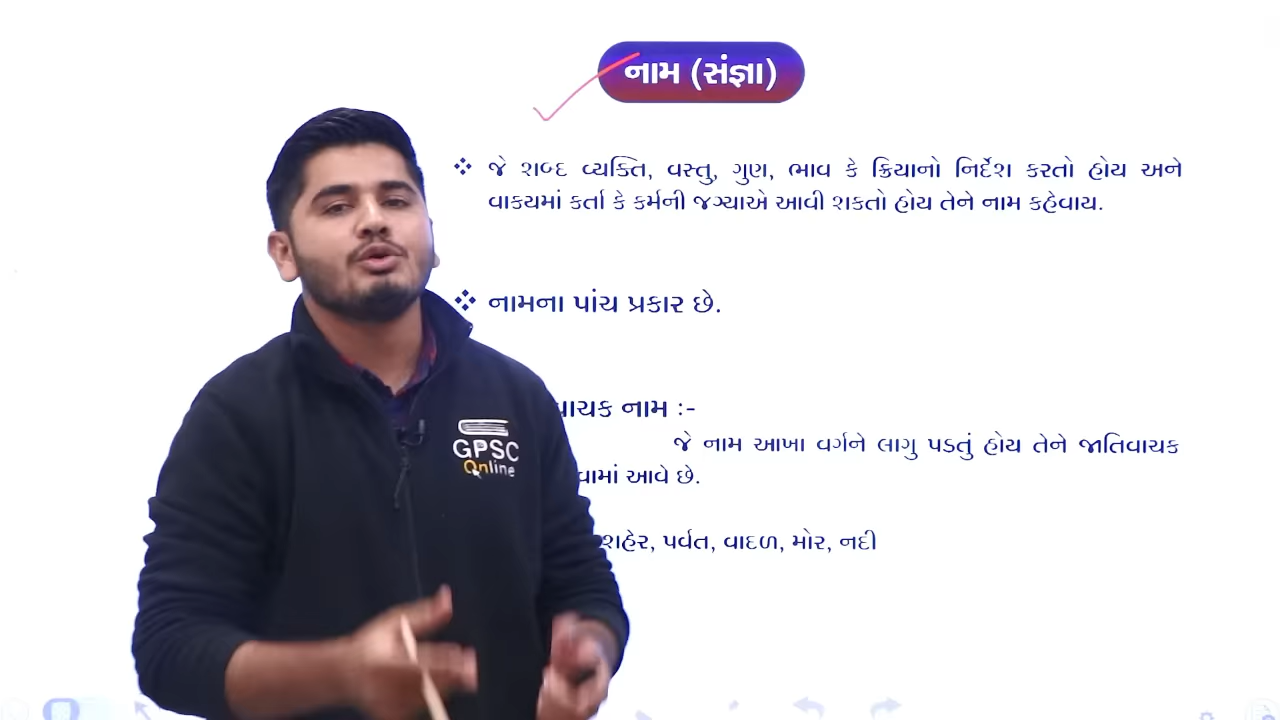 નામ (સંજ્ઞા)
❖ જે શબ્દ વ્યક્તિ, વસ્તુ, ગુણ, ભાવ કે ક્રિયાનો નિર્દેશ કરતો હોય અને
વાક્યમાં કર્તા કે કર્મની જગ્યાએ આવી શકતો હોય તેને નામ કહેવાય.
❖ નામના પાંચ પ્રકાર છે.
નામ :-
જે નામ આખા વર્ગને લાગુ પડતું હોય તેને જાતિવાચક
આવે છે.
શહેર, પર્વત, વાદળ, મોર, નદી
GPSC
Online